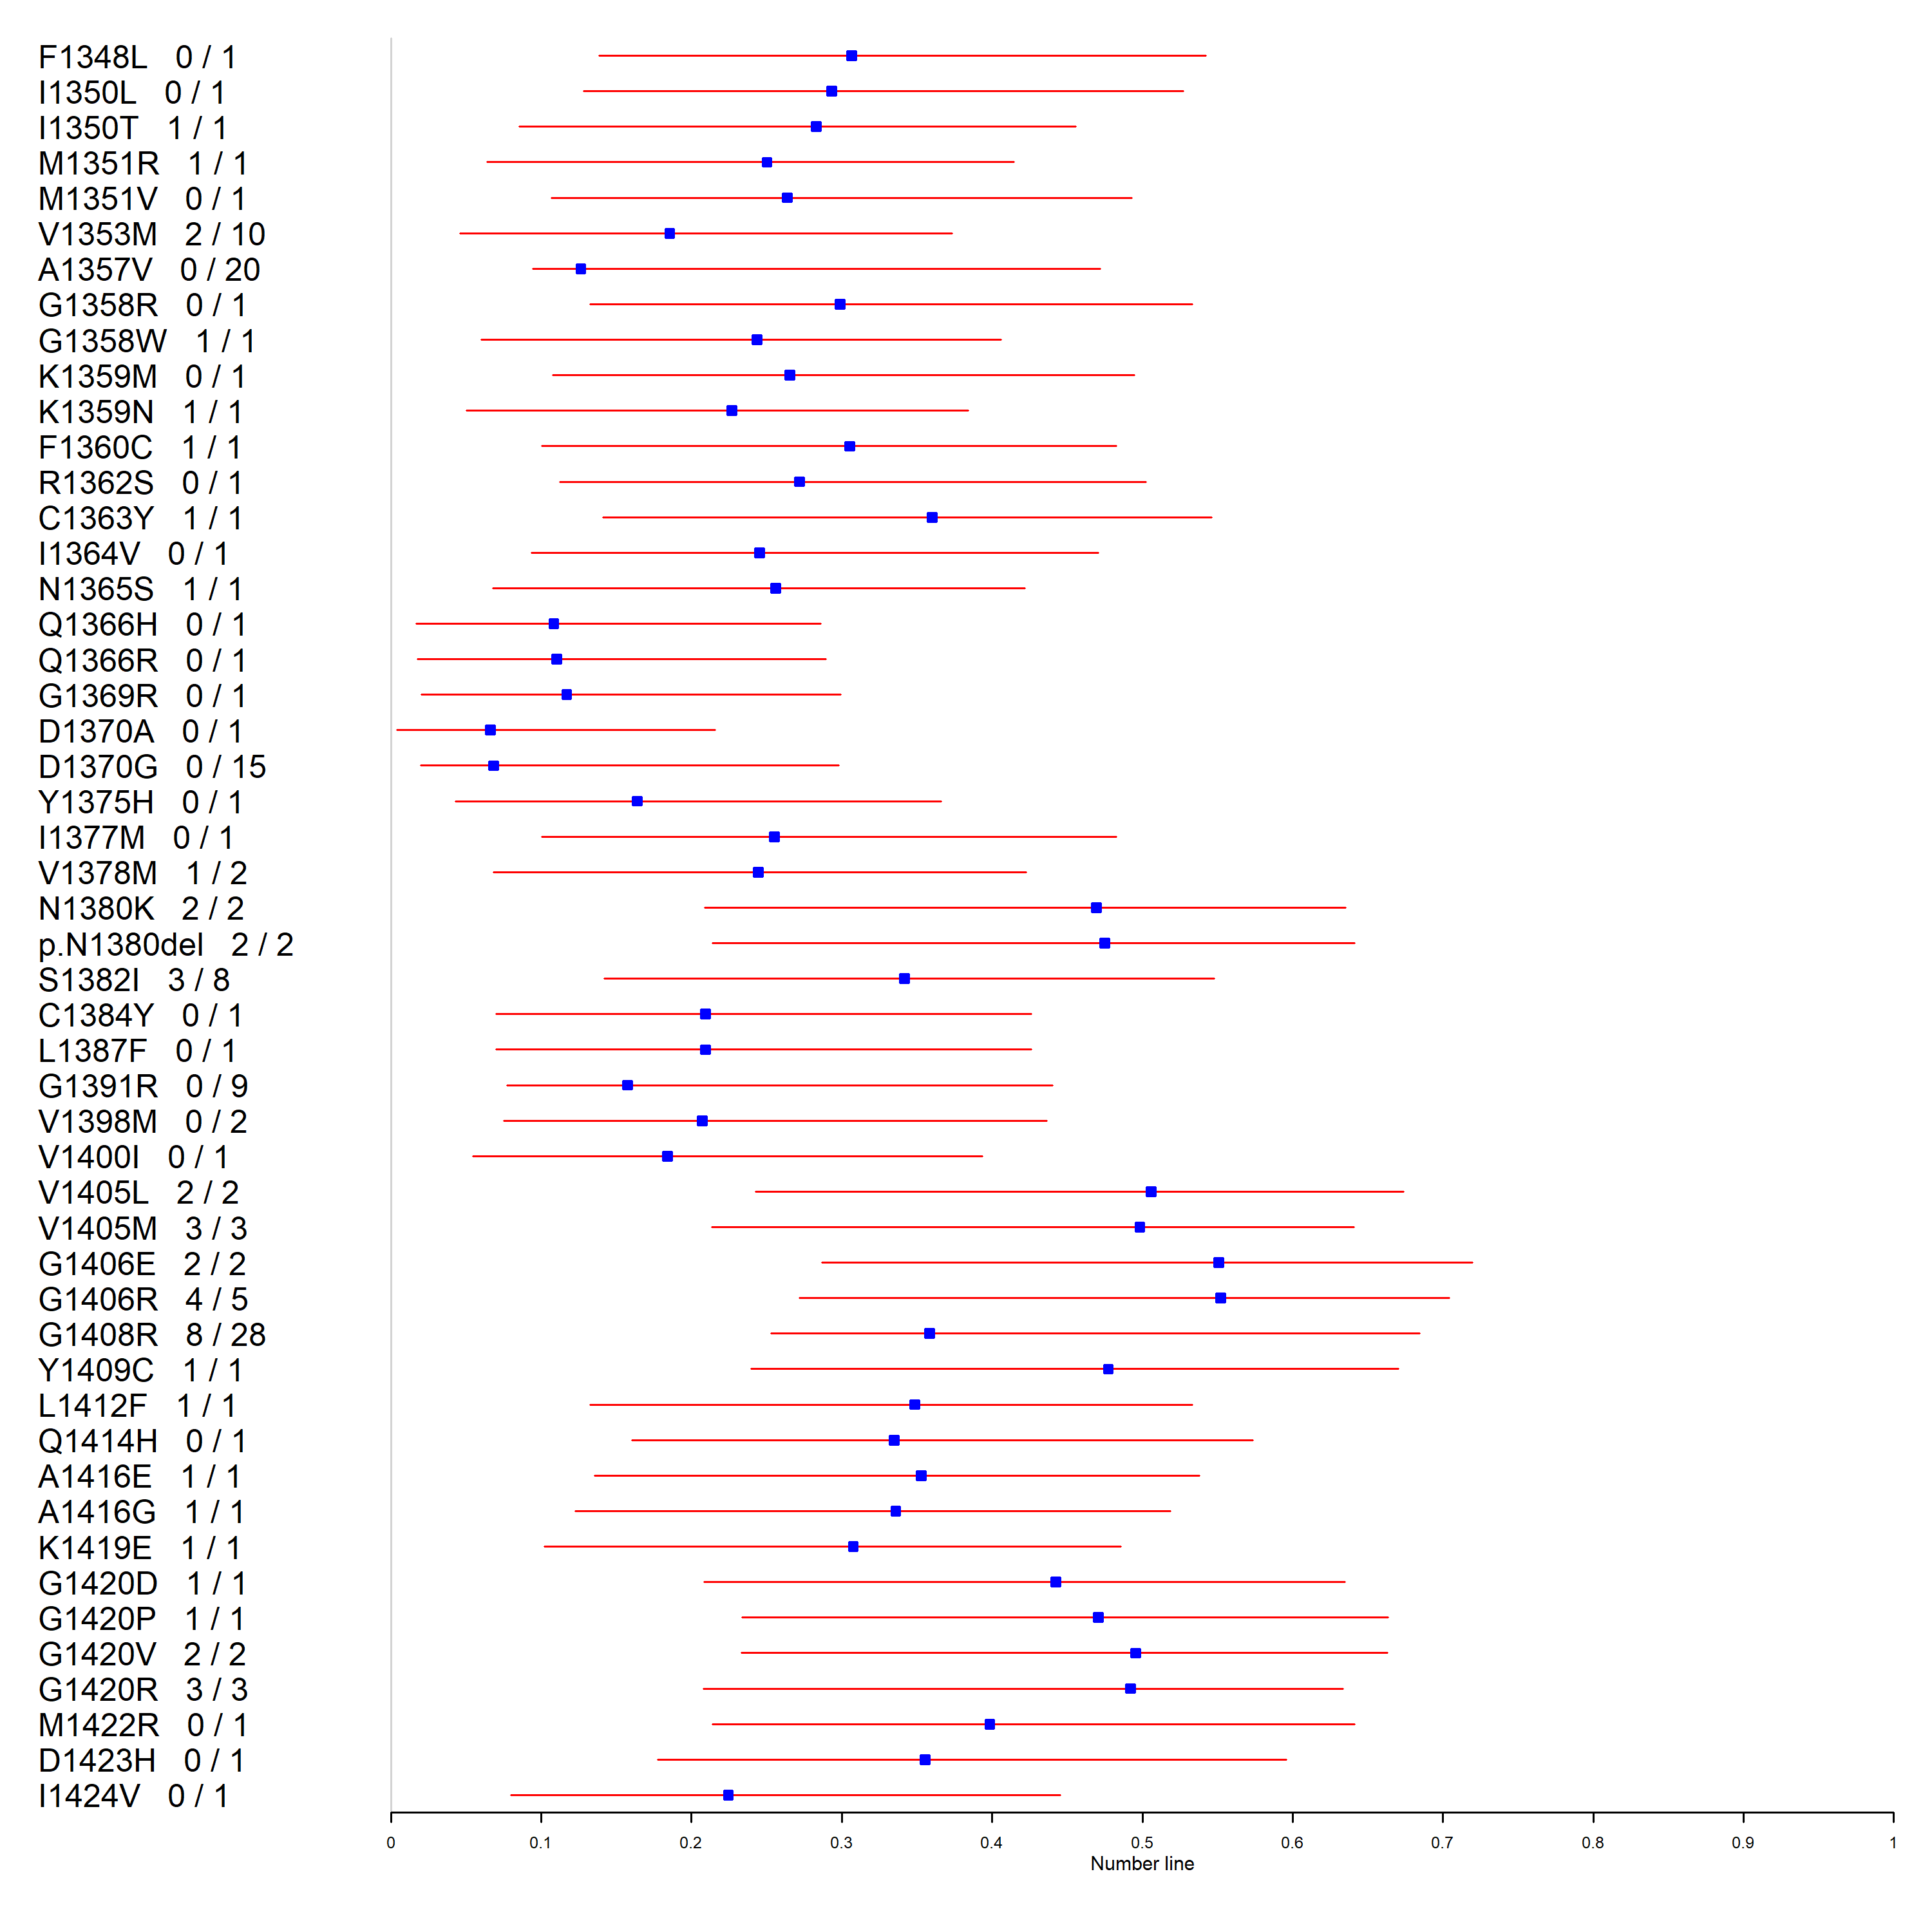 F1348L 0 / 1
I1350L 0 / 1
I1350T 1 / 1
M1351R 1 / 1
M1351V 0 / 1
V1353M 2 / 10
A1357V 0 / 20
G1358R 0 / 1
G1358W 1 / 1
K1359M 0 / 1
K1359N 1 / 1
F1360C 1 / 1
R1362S 0 / 1
C1363Y 1 / 1
I1364V 0 / 1
N1365S 1 / 1
Q1366H 0 / 1
Q1366R 0 / 1
G1369R 0 / 1
D1370A 0 / 1
D1370G 0 / 15
Y1375H 0 / 1
I1377M 0 / 1
V1378M 1 / 2
N1380K 2 / 2
p.N1380del 2 / 2
S1382I 3 / 8
C1384Y 0 / 1
L1387F 0 / 1
G1391R 0 / 9
V1398M 0 / 2
V1400I 0 / 1
V1405L 2 / 2
V1405M 3 / 3
G1406E 2 / 2
G1406R 4 / 5
G1408R 8 / 28
Y1409C 1 / 1
L1412F 1 / 1
Q1414H 0 / 1
A1416E 1 / 1
A1416G 1 / 1
K1419E 1 / 1
G1420D 1 / 1
G1420P 1 / 1
G1420V 2 / 2
G1420R 3 / 3
M1422R 0 / 1
D1423H 0 / 1
I1424V 0 / 1
0 0.1 0.2 0.3 0.4 0.5 0.6 0.7 0.8 0.9 1
Number line